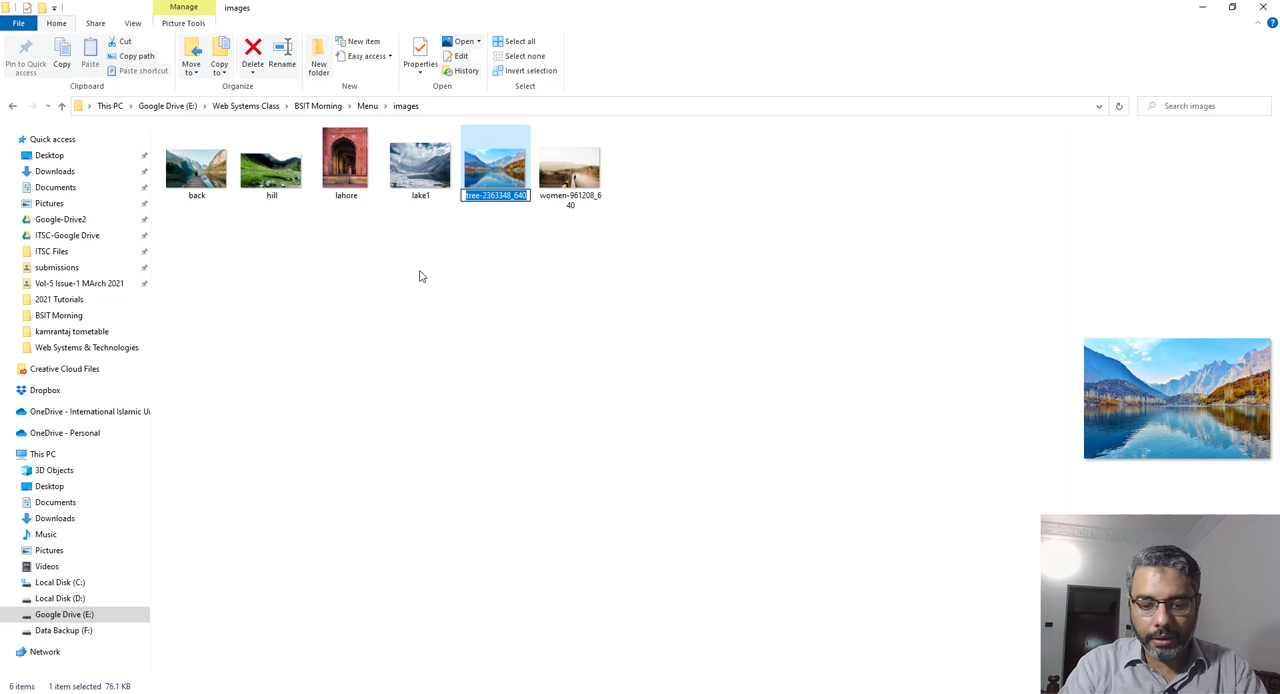 Manage
images
File
Home
Share
View
Picture Tools
Pin to Quick access
Copy
Paste
Cut
Copy path
Paste shortcut
Clipboard
Move to
Copy to
Delete
Rename
Organize
New folder
New item
Easy access
New
Properties
Open
Edit
History
Open
Select all
Select none
Invert selection
Select
This PC > Google Drive (E:) > Web Systems Class > BSIT Morning > Menu > images
Search images
Quick access
Desktop
Downloads
Documents
Pictures
Google-Drive2
ITSC-Google Drive
ITSC Files
submissions
Vol-5 Issue-1 MArch 2021
2021 Tutorials
BSIT Morning
kamrantaj tometable
Web Systems & Technologies
Creative Cloud Files
Dropbox
OneDrive - International Islamic Un
OneDrive - Personal
This PC
3D Objects
Desktop
Documents
Downloads
Music
Pictures
Videos
Local Disk (C:)
Local Disk (D:)
Google Drive (E:)
Data Backup (F:)
Network
back
hill
lahore
lake1
tree-2363348_640
women-961208_6
40
6 items
1 item selected 76.1 KB